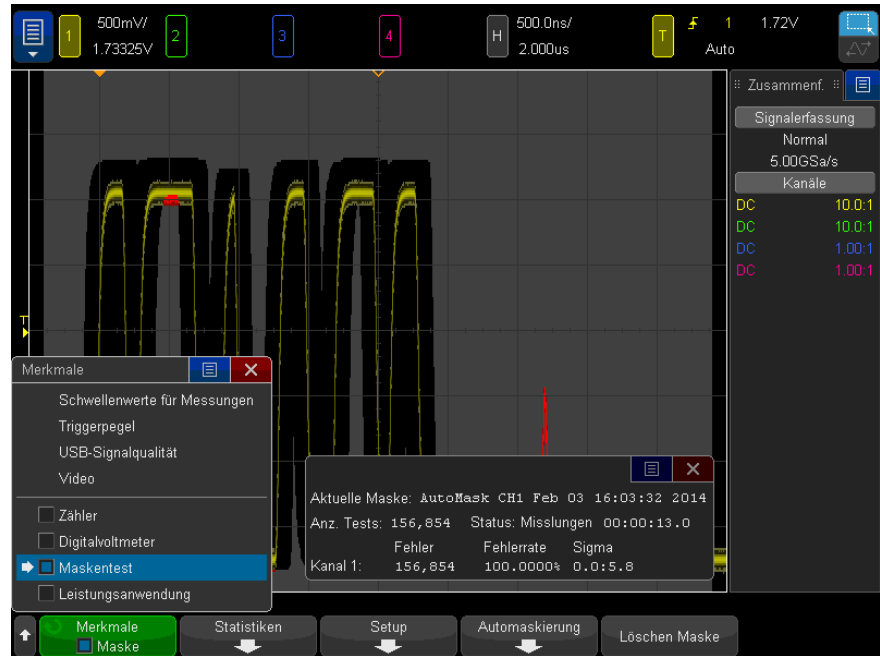 500mV/
1
1.73325V
2
3
4
H
500.0ns/
2.000us
T
1
1.72V
Auto
Zusammenf.
Signalerfassung
Normal
5.00GSa/s
Kanäle
DC 10.0:1
DC 10.0:1
DC 1.00:1
DC 1.00:1
T
Merkmale
Schwellenwerte für Messungen
Triggerpegel
USB-Signalqualität
Video
Zähler
Digitalvoltmeter
Maskentest
Leistungsanwendung
Aktuelle Maske: AutoMask CH1 Feb 03 16:03:32 2014
Anz. Tests: 156,854 Status: Misslungen 00:00:13.0
Fehler Fehlerrate Sigma
Kanal 1: 156,854 100.0000% 0.0:5.8
Merkmale
Maske
Statistiken
Setup
Automaskierung
Löschen Maske